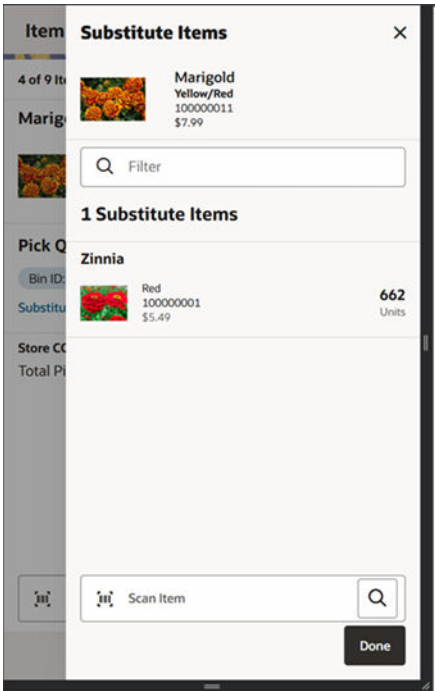 Item
Substitute Items
4 of 9 Ite
Marigold
Yellow/Red
100000011
$7.99
Marig
Filter
1 Substitute Items
Pick Q
Zinnia
Bin ID:
Red
100000001
$5.49
662
Units
Substitu
Store CO
Total Pi
Scan Item
Done